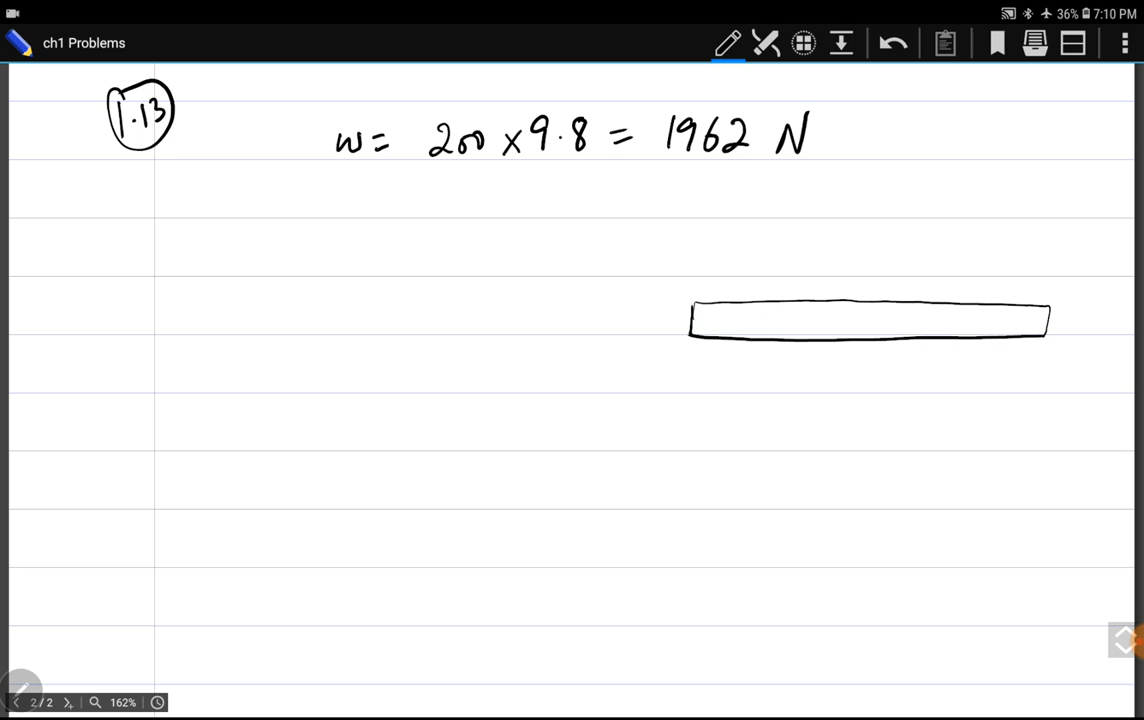 36% 7:10 PM
ch1 Problems
1.13
w = 200 × 9.8 = 1962 N
2 / 2 162%